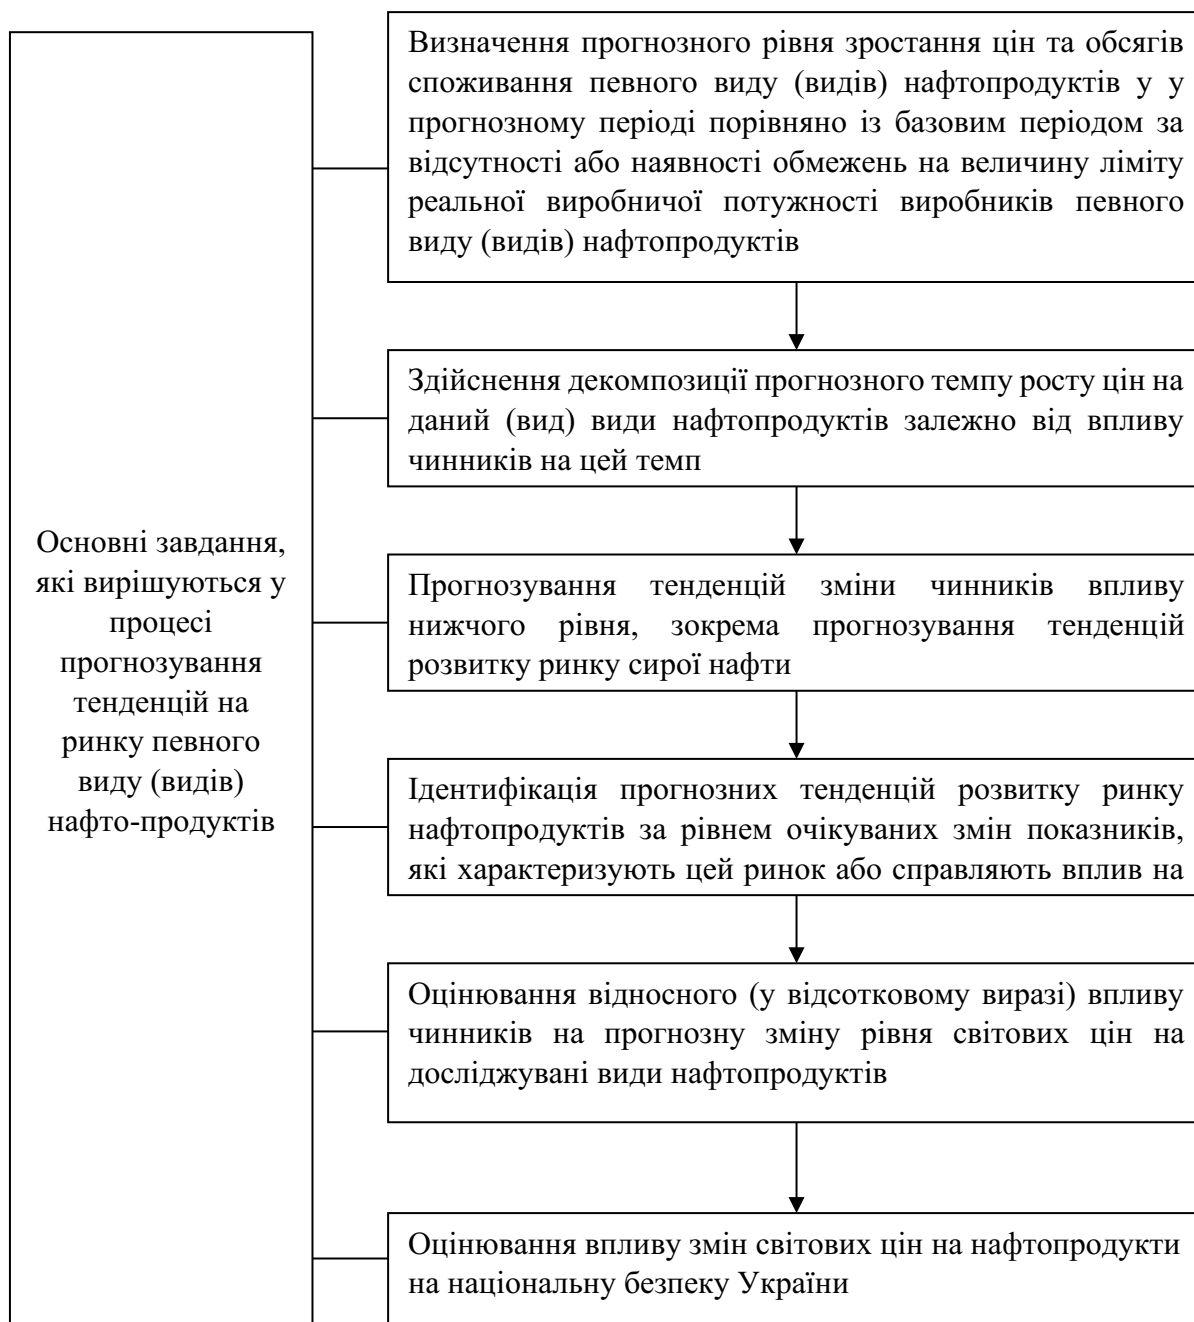 Основні завдання,
які вирішуються у
процесі
прогнозування
тенденцій на
ринку певного
виду (видів)
нафто-продуктів
Визначення прогнозного рівня зростання цін та обсягів
споживання певного виду (видів) нафтопродуктів у у
прогнозному періоді порівняно із базовим періодом за
відсутності або наявності обмежень на величину ліміту
реальної виробничої потужності виробників певного
виду (видів) нафтопродуктів
Здійснення декомпозиції прогнозного темпу росту цін на
даний (вид) види нафтопродуктів залежно від впливу
чинників на цей темп
Прогнозування тенденцій зміни чинників впливу
нижчого рівня, зокрема прогнозування тенденцій
розвитку ринку сирої нафти
Ідентифікація прогнозних тенденцій розвитку ринку
нафтопродуктів за рівнем очікуваних змін показників,
які характеризують цей ринок або справляють вплив на
Оцінювання відносного (у відсотковому виразі) впливу
чинників на прогнозну зміну рівня світових цін на
досліджувані види нафтопродуктів
Оцінювання впливу змін світових цін на нафтопродукти
на національну безпеку України